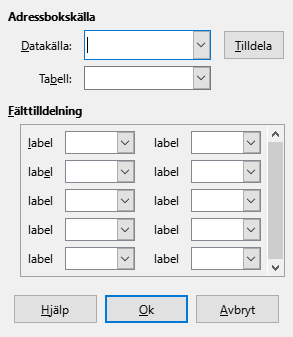 Adressbokskälla
Datakälla: Tilldela
Tabell:
Fälttilldelning
label label
label label
label label
label label
label label
Hjälp Ok Avbryt